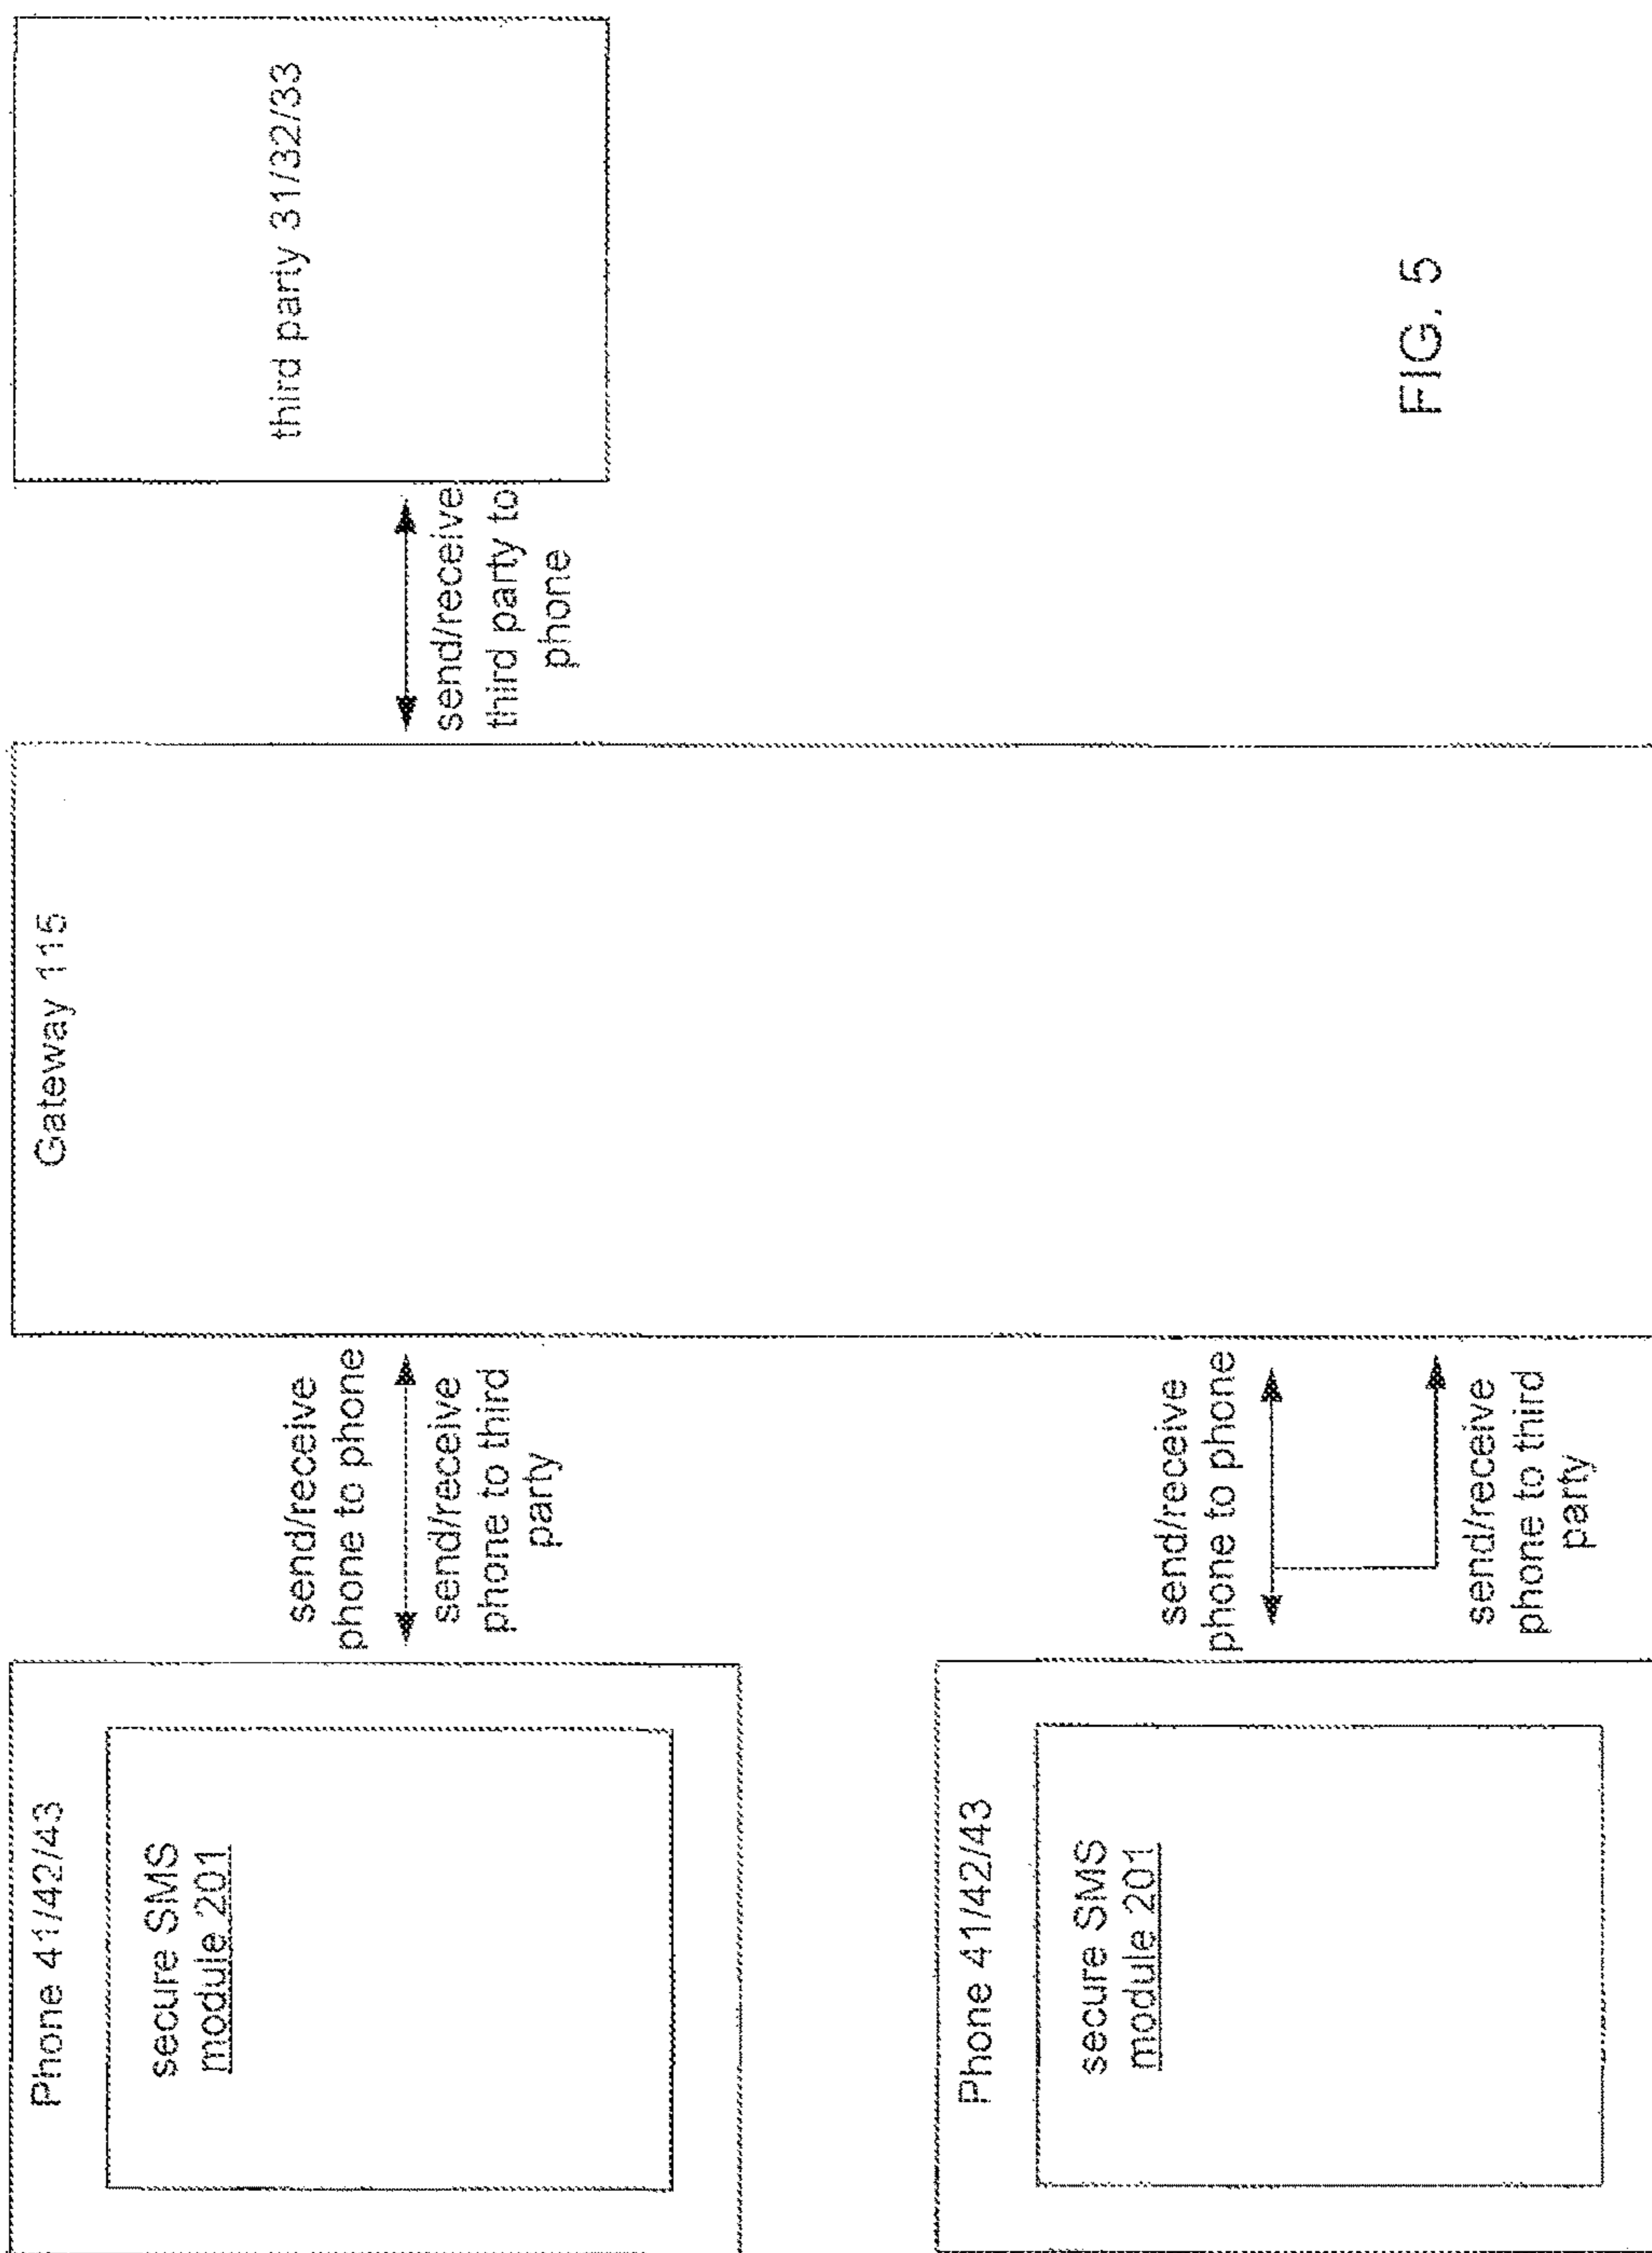 Phone 41/42/43
secure SMS
module 201
send/receive
phone to phone
send/receive
phone to third
party
Gateway 115
send/receive
third party to
phone
third party 31/32/33
Phone 41/42/43
secure SMS
module 201
send/receive
phone to phone
send/receive
phone to third
party
FIG. 5